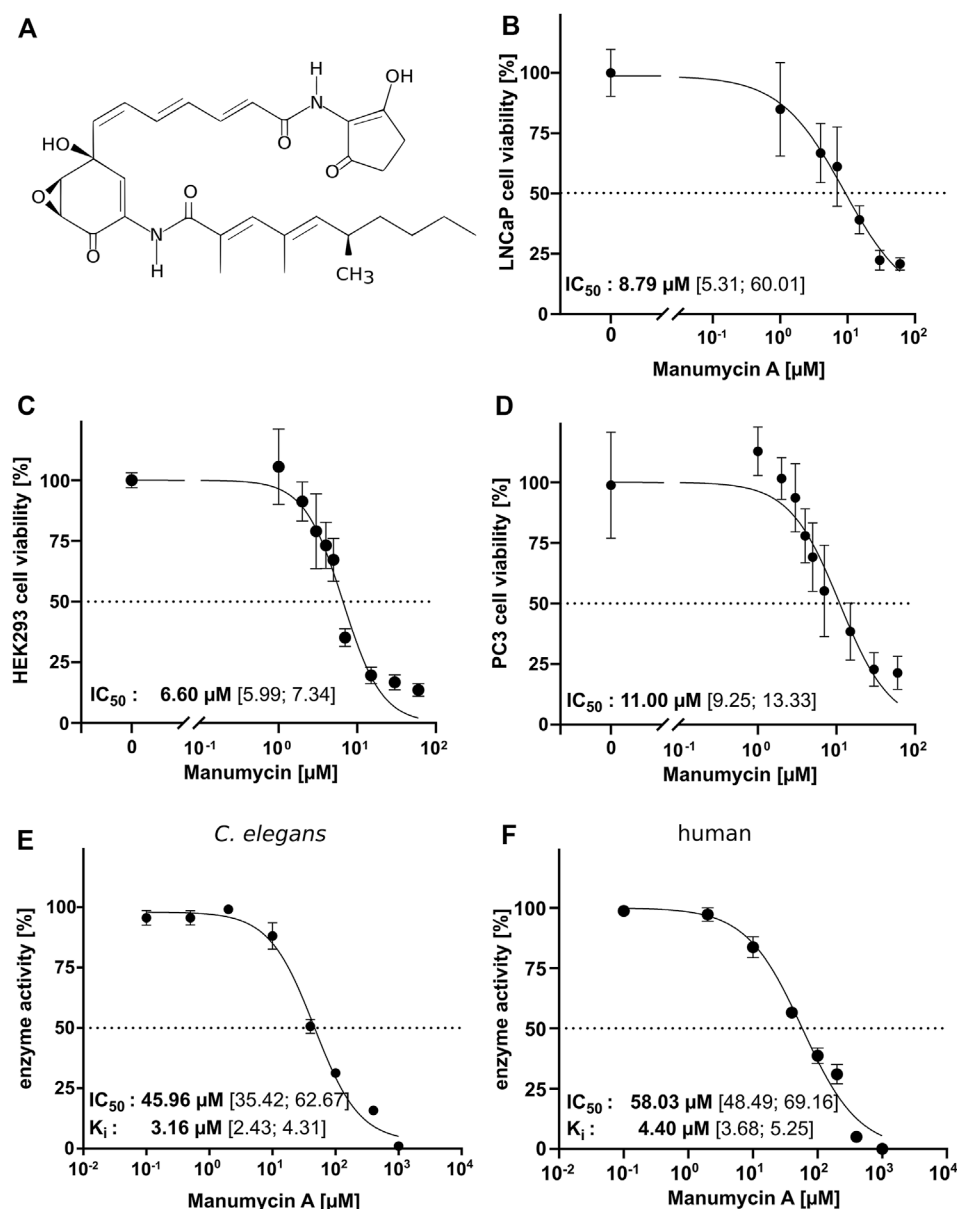 A
H
N
OH
HO
O
O
O
O
O
N
H
CH3
B
LNCaP cell viability [%]
100
75
50
25
0
IC50 : 8.79 µM [5.31; 60.01]
0 10-1 100 101 102
Manumycin A [µM]
C
HEK293 cell viability [%]
100
75
50
25
0
IC50 : 6.60 µM [5.99; 7.34]
0 10-1 100 101 102
Manumycin [µM]
D
PC3 cell viability [%]
100
75
50
25
0
IC50 : 11.00 µM [9.25; 13.33]
0 10-1 100 101 102
Manumycin [µM]
E
C. elegans
enzyme activity [%]
100
75
50
25
0
IC50 : 45.96 µM [35.42; 62.67]
Ki : 3.16 µM [2.43; 4.31]
10-2 10-1 100 101 102 103 104
Manumycin A [µM]
F
human
enzyme activity [%]
100
75
50
25
0
IC50 : 58.03 µM [48.49; 69.16]
Ki : 4.40 µM [3.68; 5.25]
10-2 10-1 100 101 102 103 104
Manumycin A [µM]